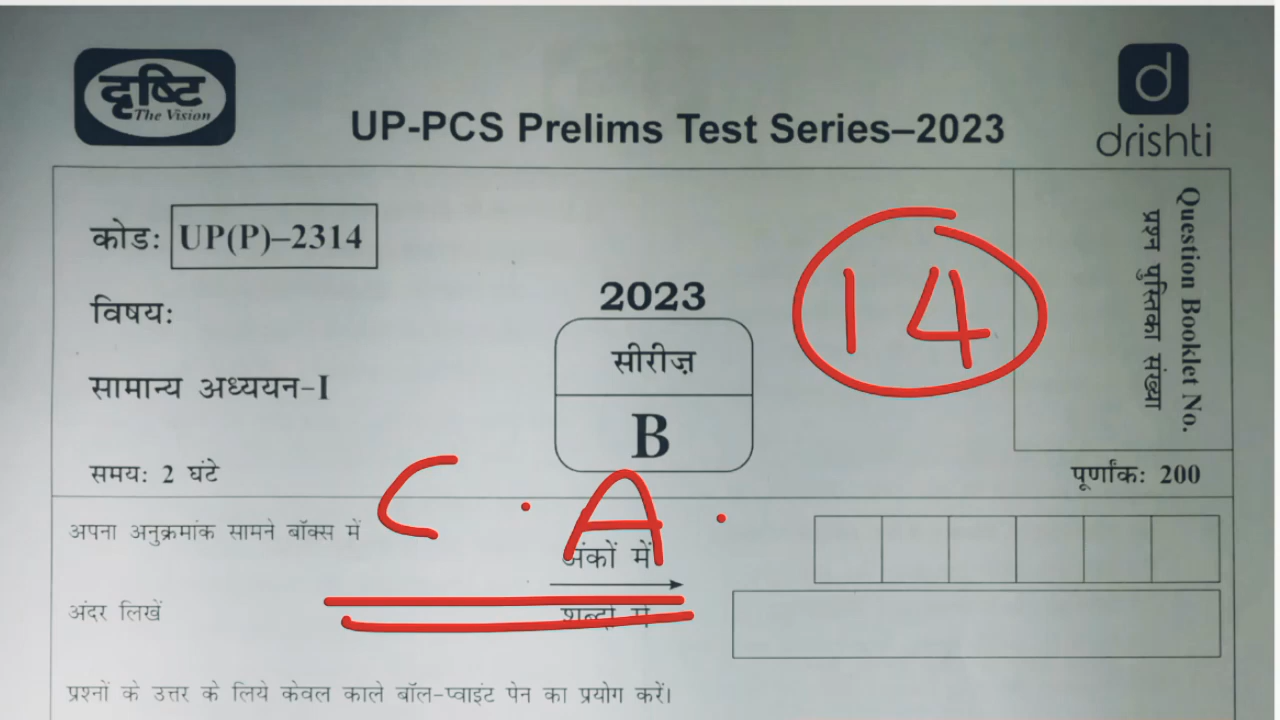 दृष्टि
The Vision
UP-PCS Prelims Test Series–2023
d
drishti
कोड: UP(P)–2314
14
Question Booklet No.
प्रश्न पुस्तिका संख्या
विषय:
2023
सीरीज़
सामान्य अध्ययन-I
B
समय: 2 घंटे
पूर्णांक: 200
C . A .
अपना अनुक्रमांक सामने बॉक्स में
अंकों में
अंदर लिखें
शब्दों में
प्रश्नों के उत्तर के लिये केवल काले बॉल-प्वाइंट पेन का प्रयोग करें।